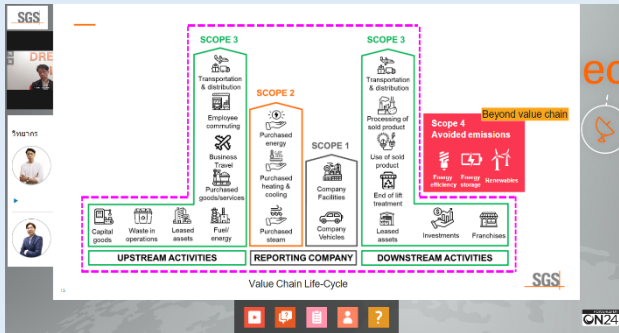 SGS
DRE
วิทยากร
SCOPE 3
Transportation
& distribution
Employee
commuting
Business
Travel
Purchased
goods/services
Capital
goods
Waste in
operations
Leased
assets
Fuel/
energy
UPSTREAM ACTIVITIES
SCOPE 2
Purchased
energy
Purchased
heating &
cooling
Purchased
steam
SCOPE 1
Company
Facilities
Company
Vehicles
REPORTING COMPANY
SCOPE 3
Transportation
& distribution
Processing of
sold product
Use of sold
product
End of lift
treatment
Leased
assets
Investments
Franchises
DOWNSTREAM ACTIVITIES
Beyond value chain
Scope 4
Avoided emissions
Energy
efficiency
Energy
storage
Renewables
Value Chain Life-Cycle
SGS
ec
ON24